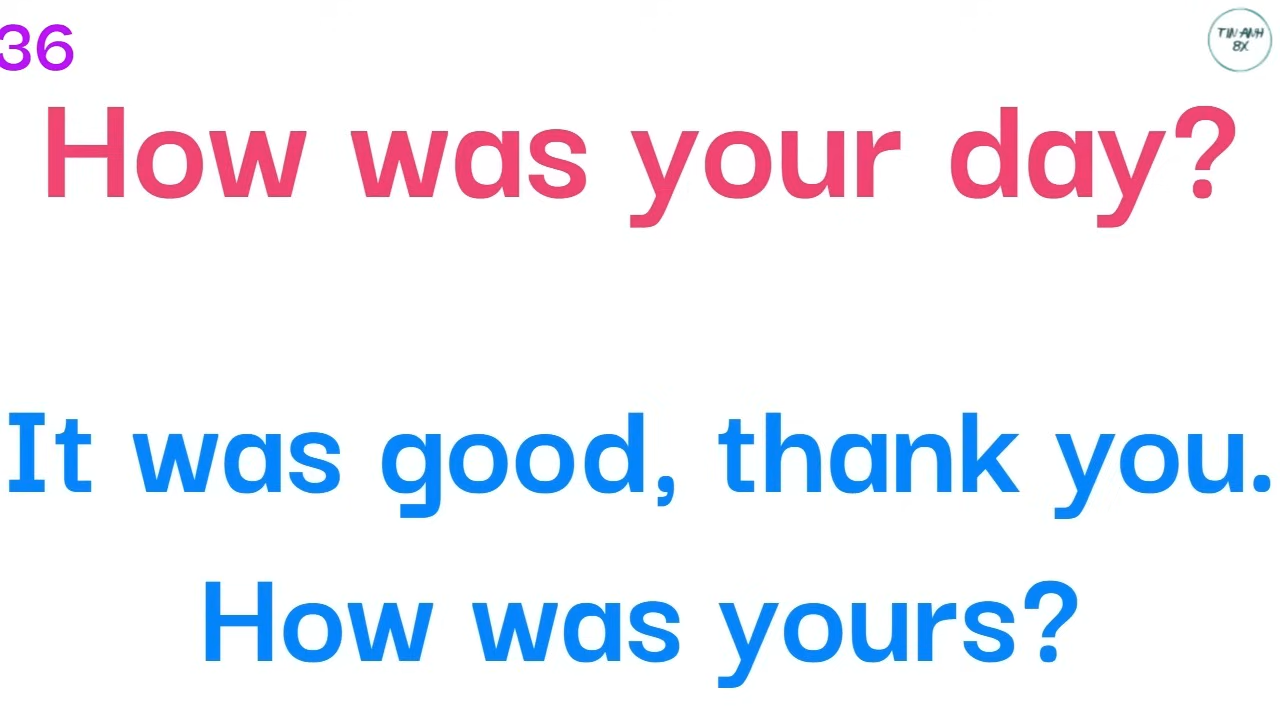 36
TIN ANH
8X
How was your day?
It was good, thank you.
How was yours?